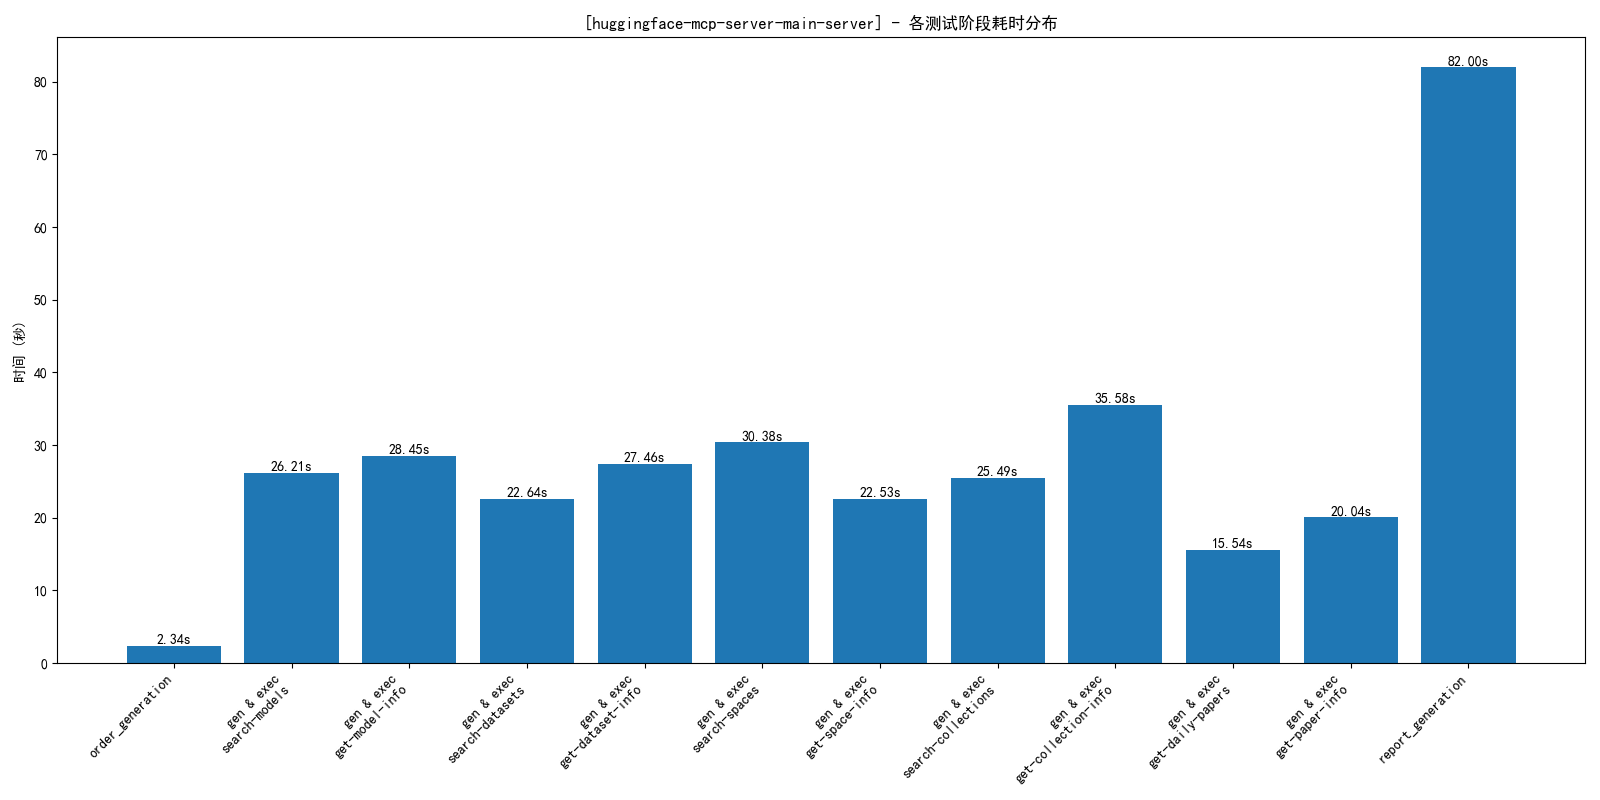 [huggingface-mcp-server-main-server] - 各测试阶段耗时分布
时间 (秒)
80
70
60
50
40
30
20
10
0
2.34s
26.21s
28.45s
22.64s
27.46s
30.38s
22.53s
25.49s
35.58s
15.54s
20.04s
82.00s
order_generation
gen & exec
search-models
gen & exec
get-model-info
gen & exec
search-datasets
gen & exec
get-dataset-info
gen & exec
search-spaces
gen & exec
get-space-info
gen & exec
search-collections
gen & exec
get-collection-info
gen & exec
get-daily-papers
gen & exec
get-paper-info
report_generation